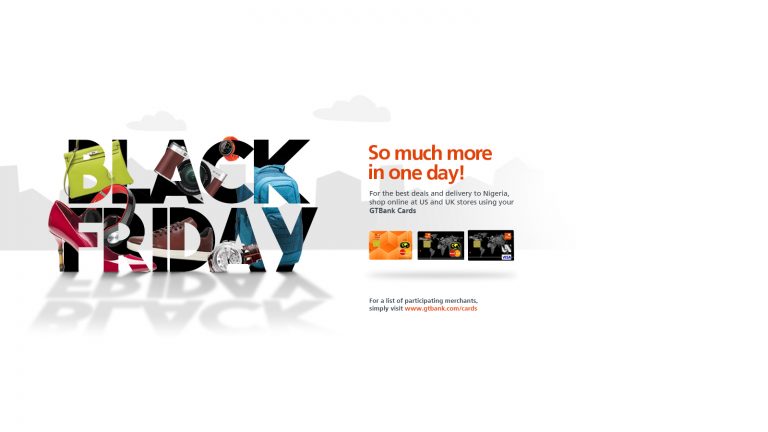 BLACK
FRIDAY
So much more
in one day!
For the best deals and delivery to Nigeria,
shop online at US and UK stores using your
GTBank Cards
VISA
For a list of participating merchants,
simply visit www.gtbank.com/cards